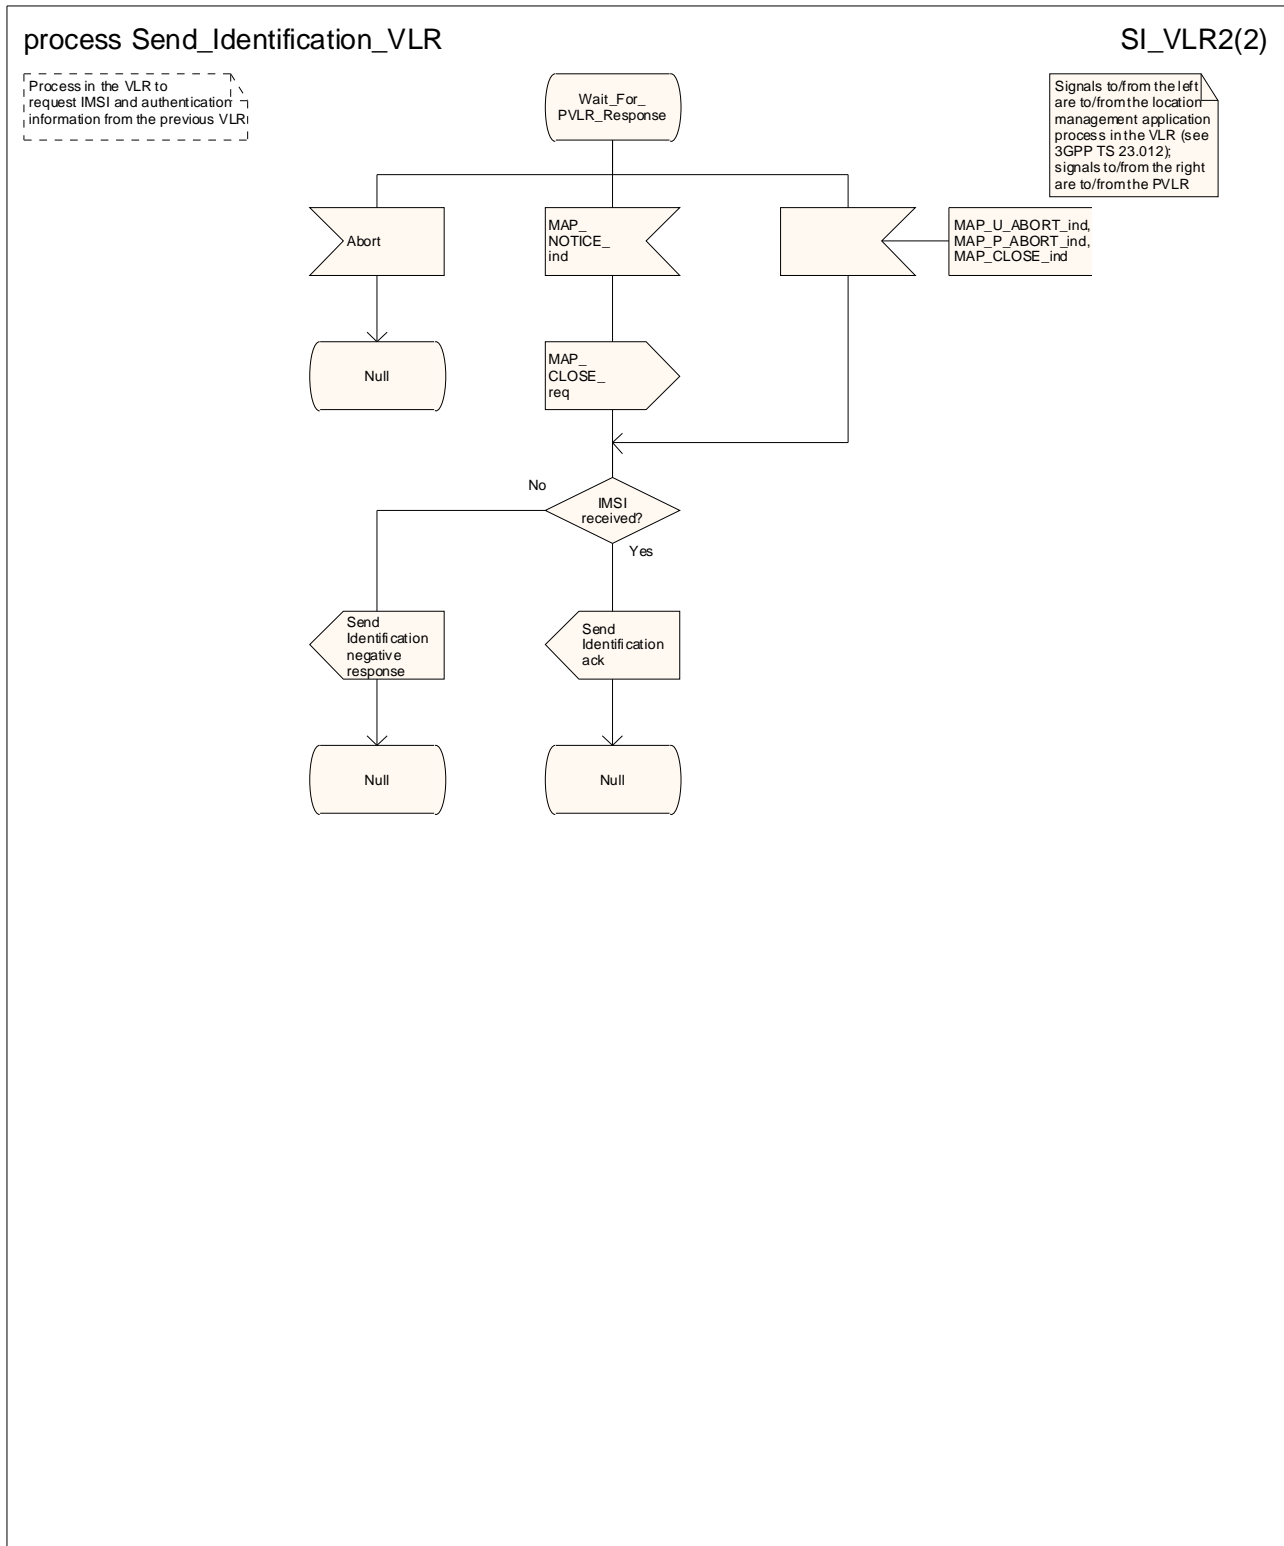 process Send_Identification_VLR
SI_VLR2(2)
Process in the VLR to
request IMSI and authentication
information from the previous VLR
Wait_For_
PVLR_Response
Signals to/from the left
are to/from the location
management application
process in the VLR (see
3GPP TS 23.012);
signals to/from the right
are to/from the PVLR
Abort
MAP_
NOTICE_
ind
MAP_U_ABORT_ind,
MAP_P_ABORT_ind,
MAP_CLOSE_ind
Null
MAP_
CLOSE_
req
No
IMSI
received?
Yes
Send
Identification
negative
response
Send
Identification
ack
Null
Null